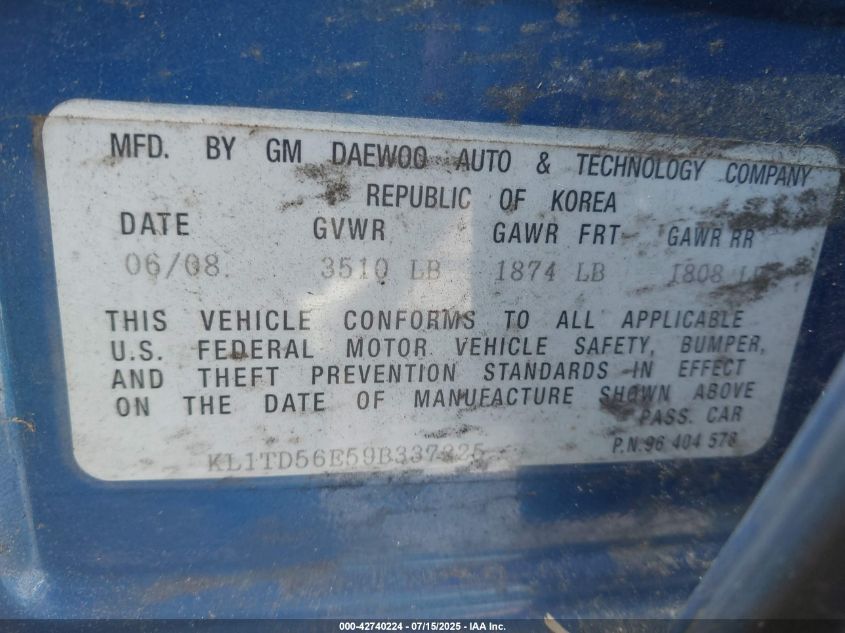 MFD. BY GM DAEWOO AUTO & TECHNOLOGY COMPANY
REPUBLIC OF KOREA
DATE GVWR GAWR FRT GAWR RR
06/08 3510 LB 1874 LB 1808 LB
THIS VEHICLE CONFORMS TO ALL APPLICABLE
U.S. FEDERAL MOTOR VEHICLE SAFETY, BUMPER,
AND THEFT PREVENTION STANDARDS IN EFFECT
ON THE DATE OF MANUFACTURE SHOWN ABOVE
PASS. CAR
P.N.96 404 578
000-42740224 - 07/15/2025 - IAA Inc.